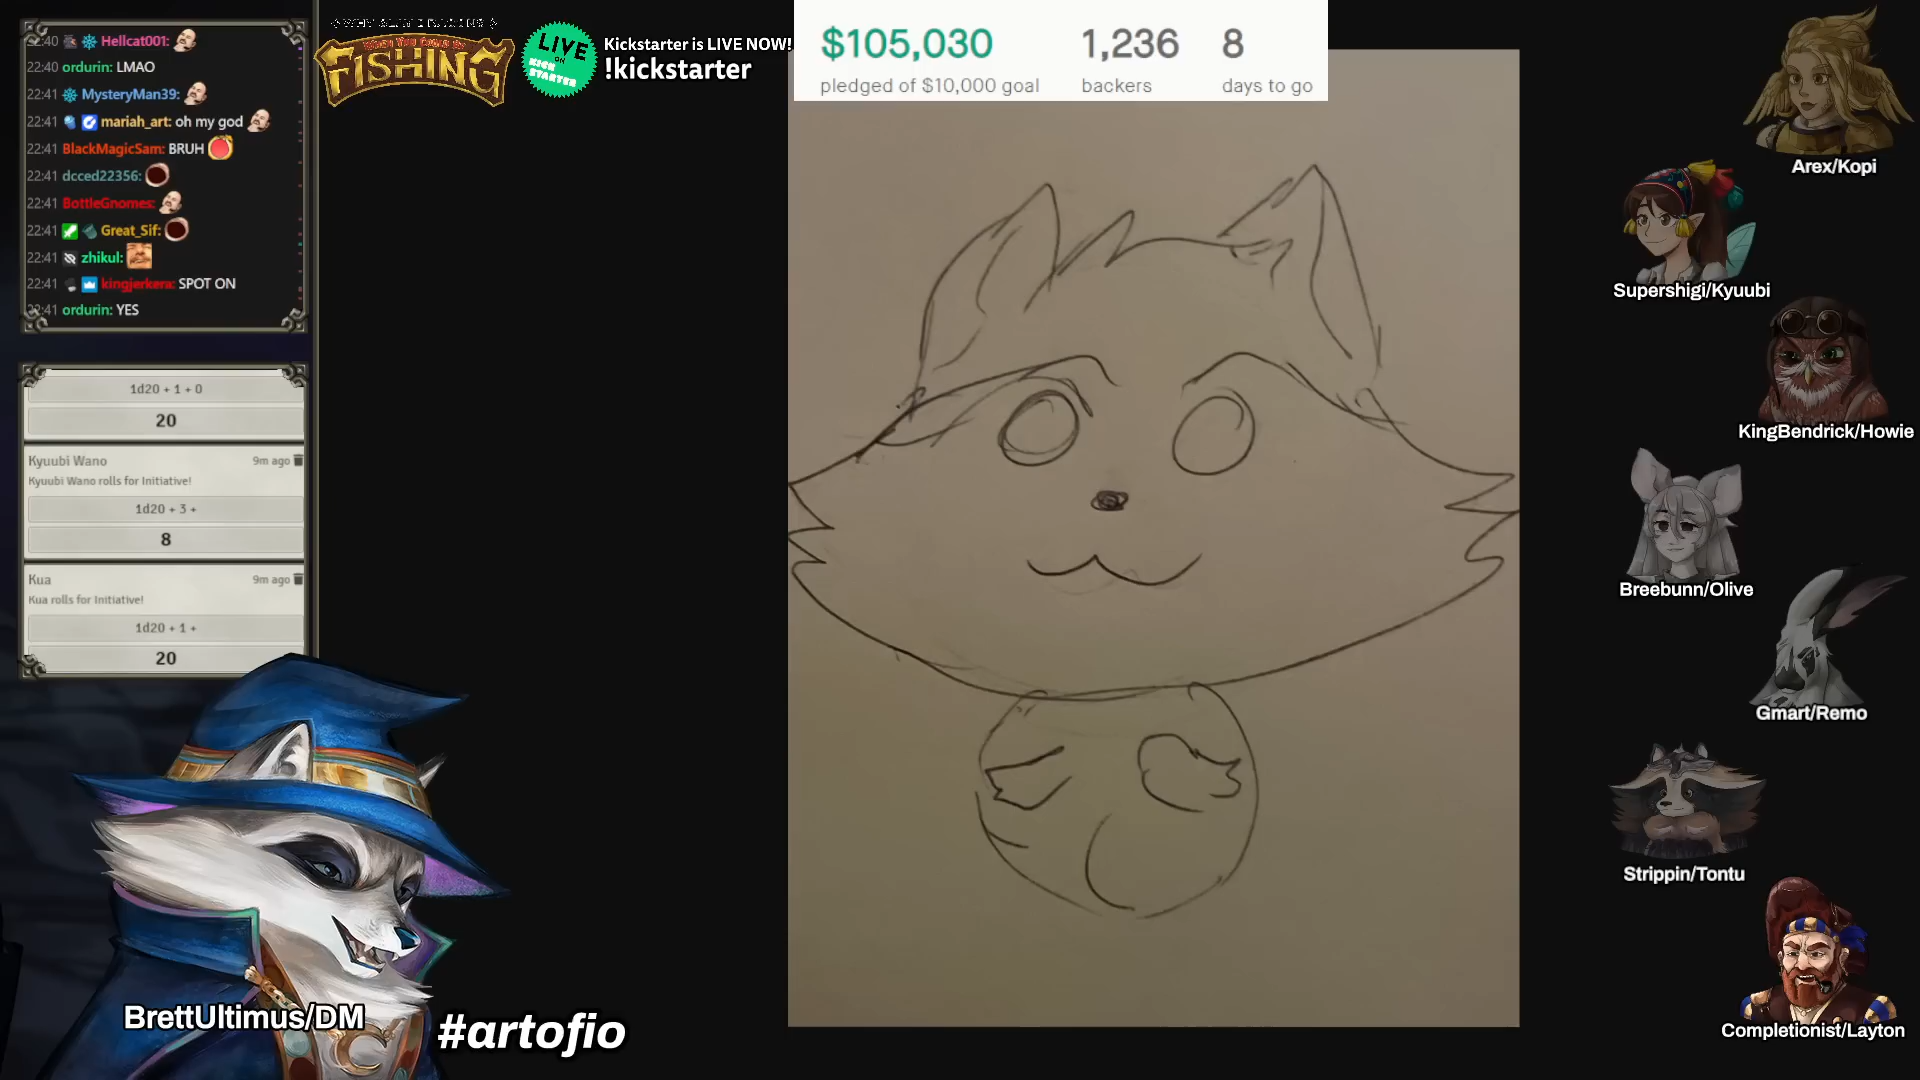 22:40 Hellcat001:
22:40 ordurin: LMAO
22:41 MysteryMan39:
22:41 mariah_art: oh my god
22:41 BlackMagicSam: BRUH
22:41 dcced22356:
22:41 BottleGnomes:
22:41 Great_Sif:
22:41 zhikul:
22:41 kingjerkera: SPOT ON
22:41 ordurin: YES
1d20 + 1 + 0
20
Kyuubi Wano 9m ago
Kyuubi Wano rolls for Initiative!
1d20 + 3 +
8
Kua 9m ago
Kua rolls for Initiative!
1d20 + 1 +
20
BrettUltimus/DM
#artofio
FISHING
LIVE
ON
KICK
STARTER
Kickstarter is LIVE NOW!
!kickstarter
$105,030
pledged of $10,000 goal
1,236
backers
8
days to go
Arex/Kopi
Supershigi/Kyuubi
KingBendrick/Howie
Breebunn/Olive
Gmart/Remo
Strippin/Tontu
Completionist/Layton